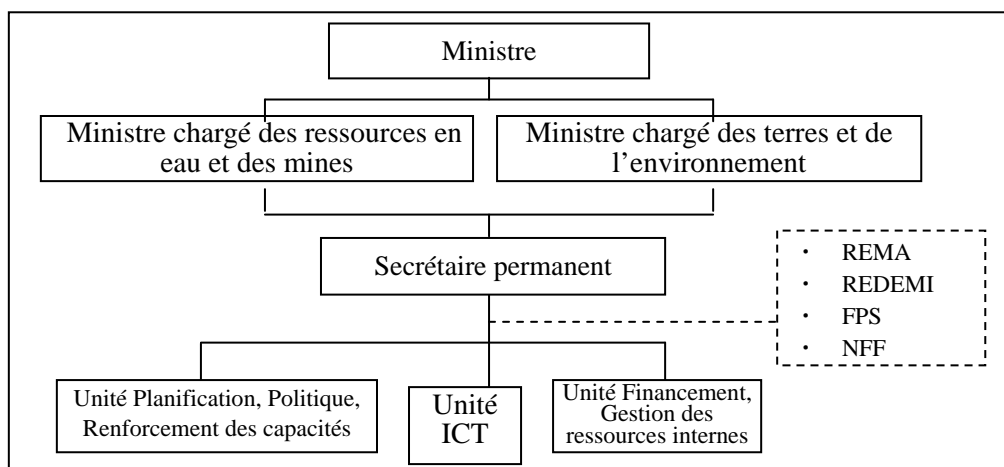 Ministre
Ministre chargé des ressources en
eau et des mines
Ministre chargé des terres et de
l’environnement
Secrétaire permanent
・ REMA
・ REDEMI
・ FPS
・ NFF
Unité Planification, Politique,
Renforcement des capacités
Unité
ICT
Unité Financement,
Gestion des
ressources internes